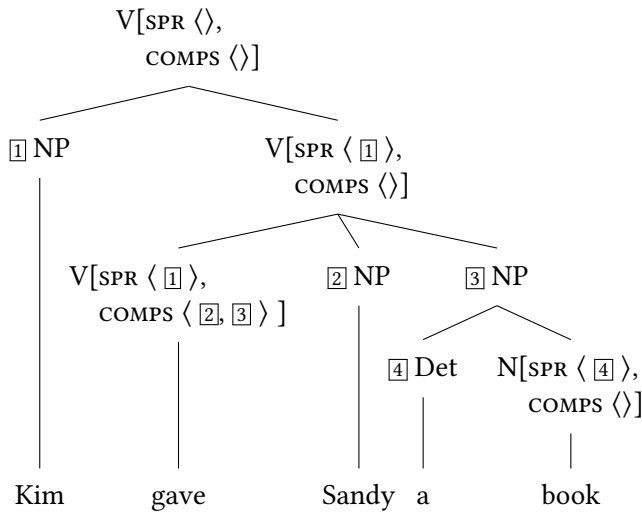 V[SPR ⟨⟩,
COMPS ⟨⟩]
1 NP V[SPR ⟨ 1 ⟩,
COMPS ⟨⟩]
V[SPR ⟨ 1 ⟩, 2 NP 3 NP
COMPS ⟨ 2, 3 ⟩ ]
4 Det N[SPR ⟨ 4 ⟩,
COMPS ⟨⟩]
Kim gave Sandy a book